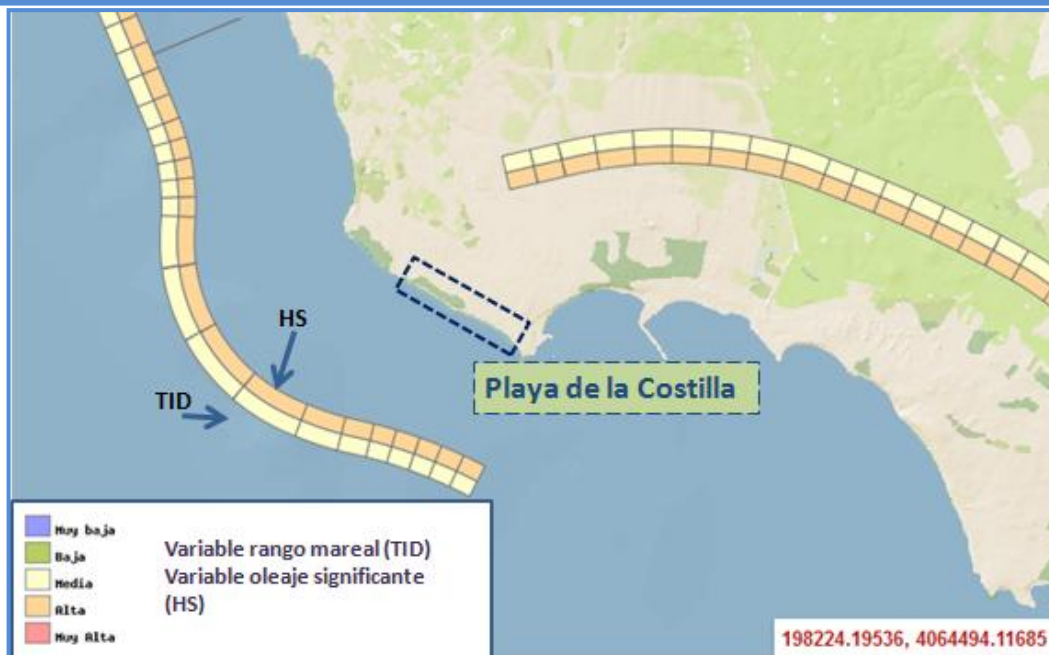 HS
TID
Playa de la Costilla
Muy baja
Baja
Media
Alta
Muy Alta
Variable rango mareal (TID)
Variable oleaje significante
(HS)
198224.19536, 4064494.11685